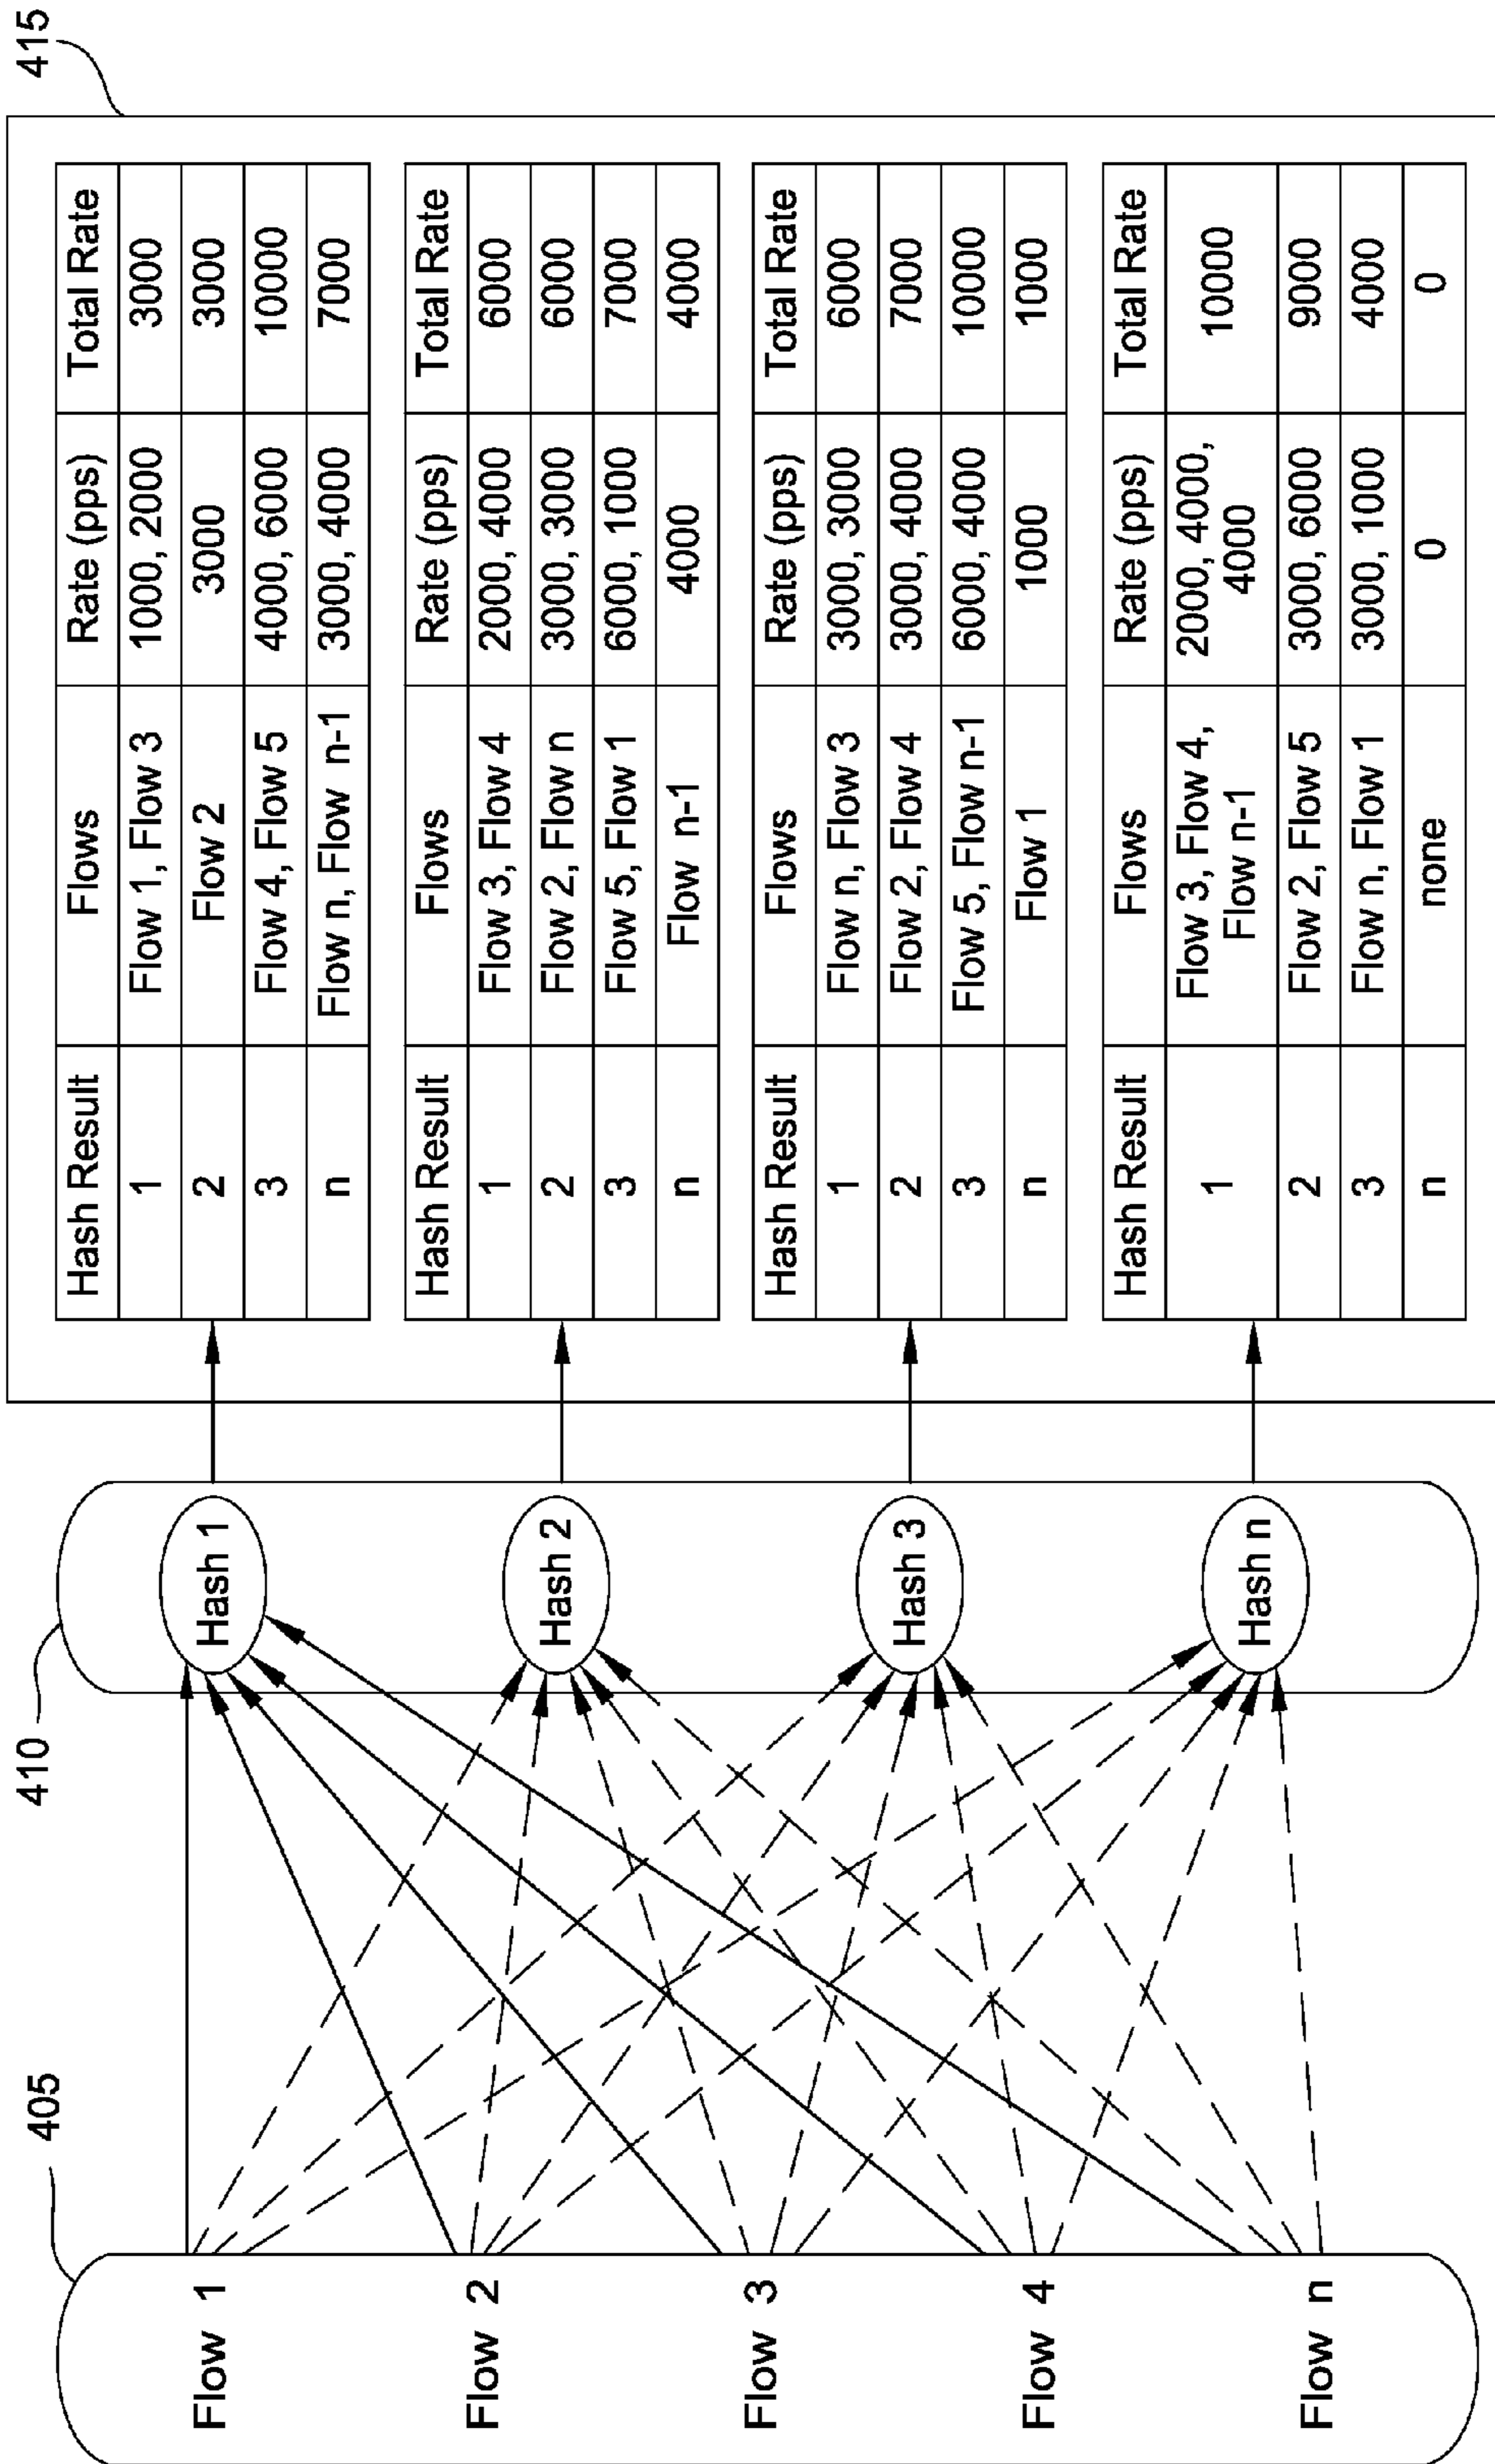 405
Flow 1
Flow 2
Flow 3
Flow 4
Flow n
410
Hash 1
Hash 2
Hash 3
Hash n
415
Hash Result Flows Rate (pps) Total Rate
1 Flow 1, Flow 3 1000, 2000 3000
2 Flow 2 3000 3000
3 Flow 4, Flow 5 4000, 6000 10000
n Flow n, Flow n-1 3000, 4000 7000
Hash Result Flows Rate (pps) Total Rate
1 Flow 3, Flow 4 2000, 4000 6000
2 Flow 2, Flow n 3000, 3000 6000
3 Flow 5, Flow 1 6000, 1000 7000
n Flow n-1 4000 4000
Hash Result Flows Rate (pps) Total Rate
1 Flow n, Flow 3 3000, 3000 6000
2 Flow 2, Flow 4 3000, 4000 7000
3 Flow 5, Flow n-1 6000, 4000 10000
n Flow 1 1000 1000
Hash Result Flows Rate (pps) Total Rate
1 Flow 3, Flow 4, 2000, 4000, 10000
Flow n-1 4000
2 Flow 2, Flow 5 3000, 6000 9000
3 Flow n, Flow 1 3000, 1000 4000
n none 0 0